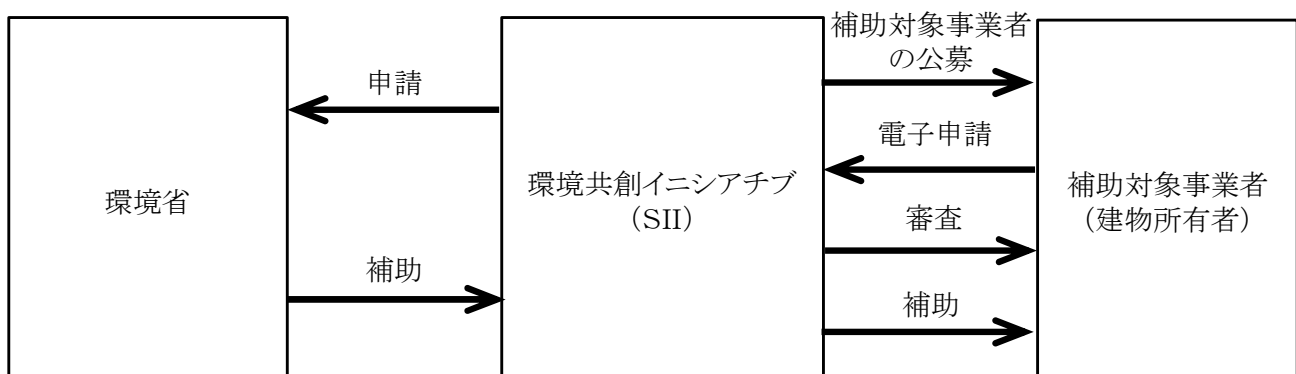 環境省
申請
補助
環境共創イニシアチブ
(SII)
補助対象事業者
の公募
電子申請
審査
補助
補助対象事業者
(建物所有者)